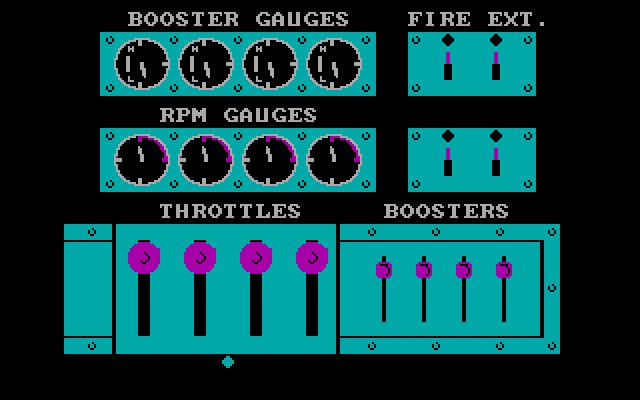 BOOSTER GAUGES
FIRE EXT.
H H H H
L L L L
RPM GAUGES
THROTTLES
BOOSTERS